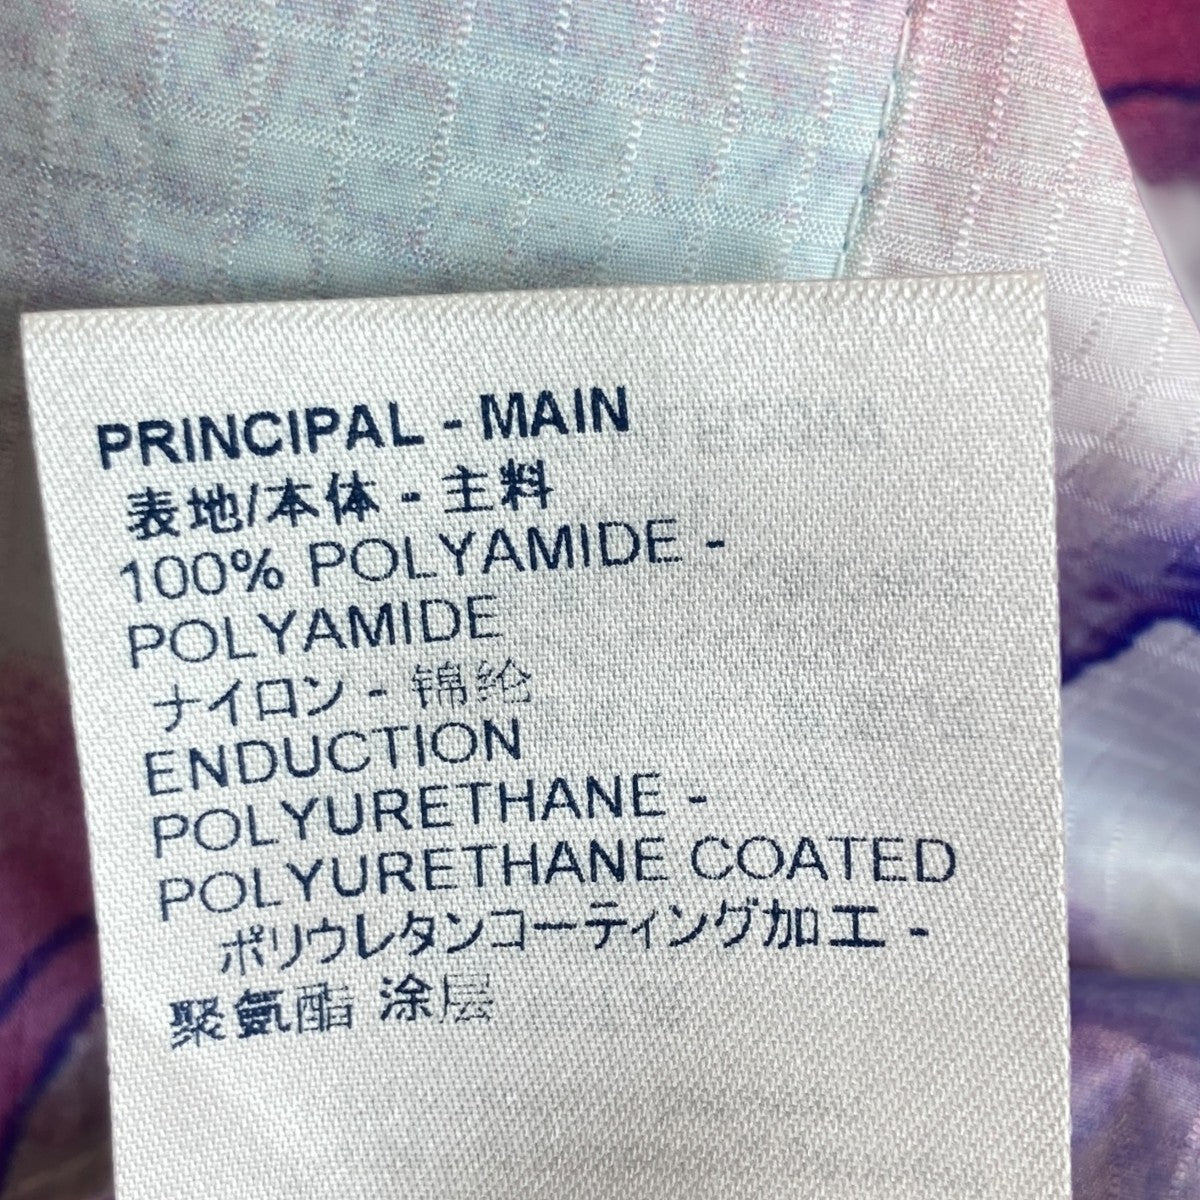 PRINCIPAL - MAIN
表地/本体 - 主料
100% POLYAMIDE -
POLYAMIDE
ナイロン - 锦纶
ENDUCTION
POLYURETHANE -
POLYURETHANE COATED
ポリウレタンコーティング加工 -
聚氨酯 涂层